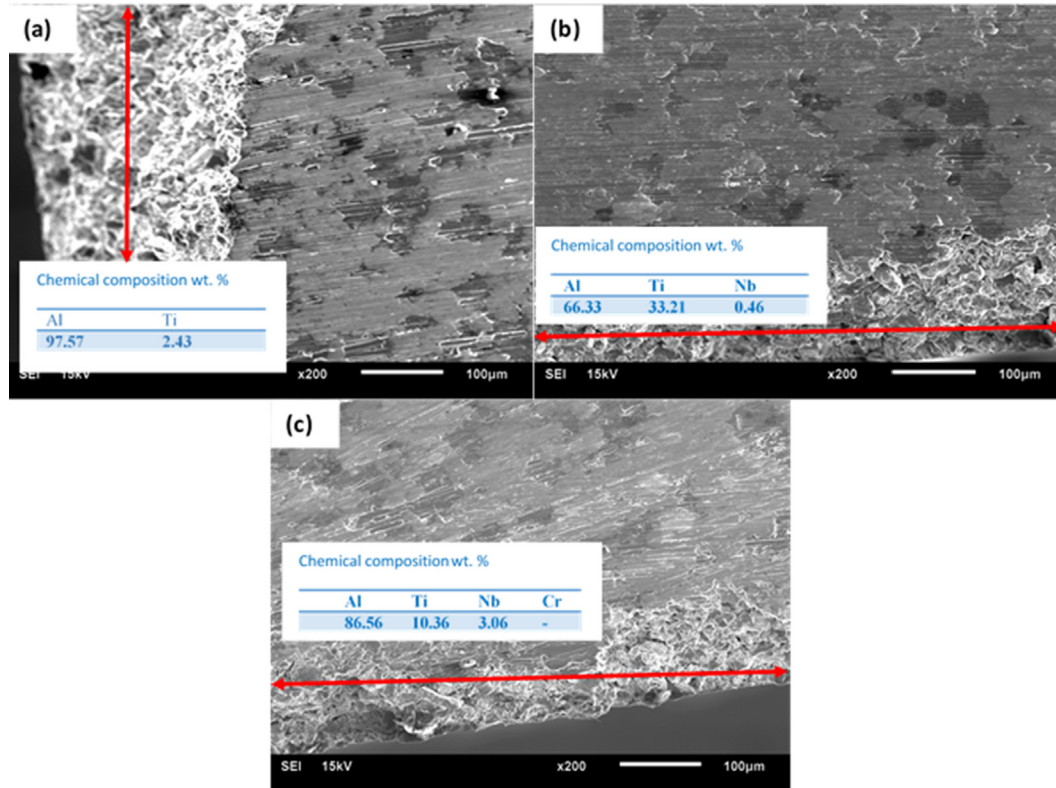 (a)
Chemical composition wt. %
Al Ti
97.57 2.43
SEI 15kV x200 100µm
(b)
Chemical composition wt. %
Al Ti Nb
66.33 33.21 0.46
SEI 15kV x200 100µm
(c)
Chemical composition wt. %
Al Ti Nb Cr
86.56 10.36 3.06 -
SEI 15kV x200 100µm